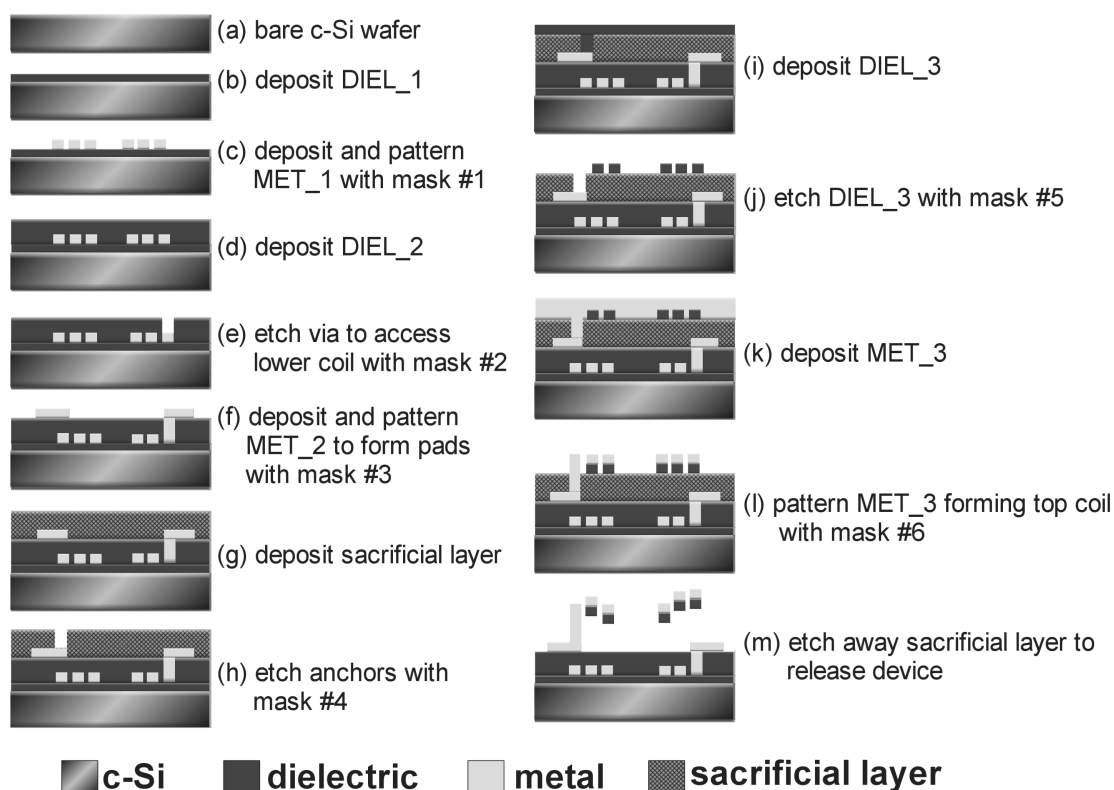 (a) bare c-Si wafer
(b) deposit DIEL_1
(c) deposit and pattern
MET_1 with mask #1
(d) deposit DIEL_2
(e) etch via to access
lower coil with mask #2
(f) deposit and pattern
MET_2 to form pads
with mask #3
(g) deposit sacrificial layer
(h) etch anchors with
mask #4
(i) deposit DIEL_3
(j) etch DIEL_3 with mask #5
(k) deposit MET_3
(l) pattern MET_3 forming top coil
with mask #6
(m) etch away sacrificial layer to
release device
c-Si dielectric metal sacrificial layer